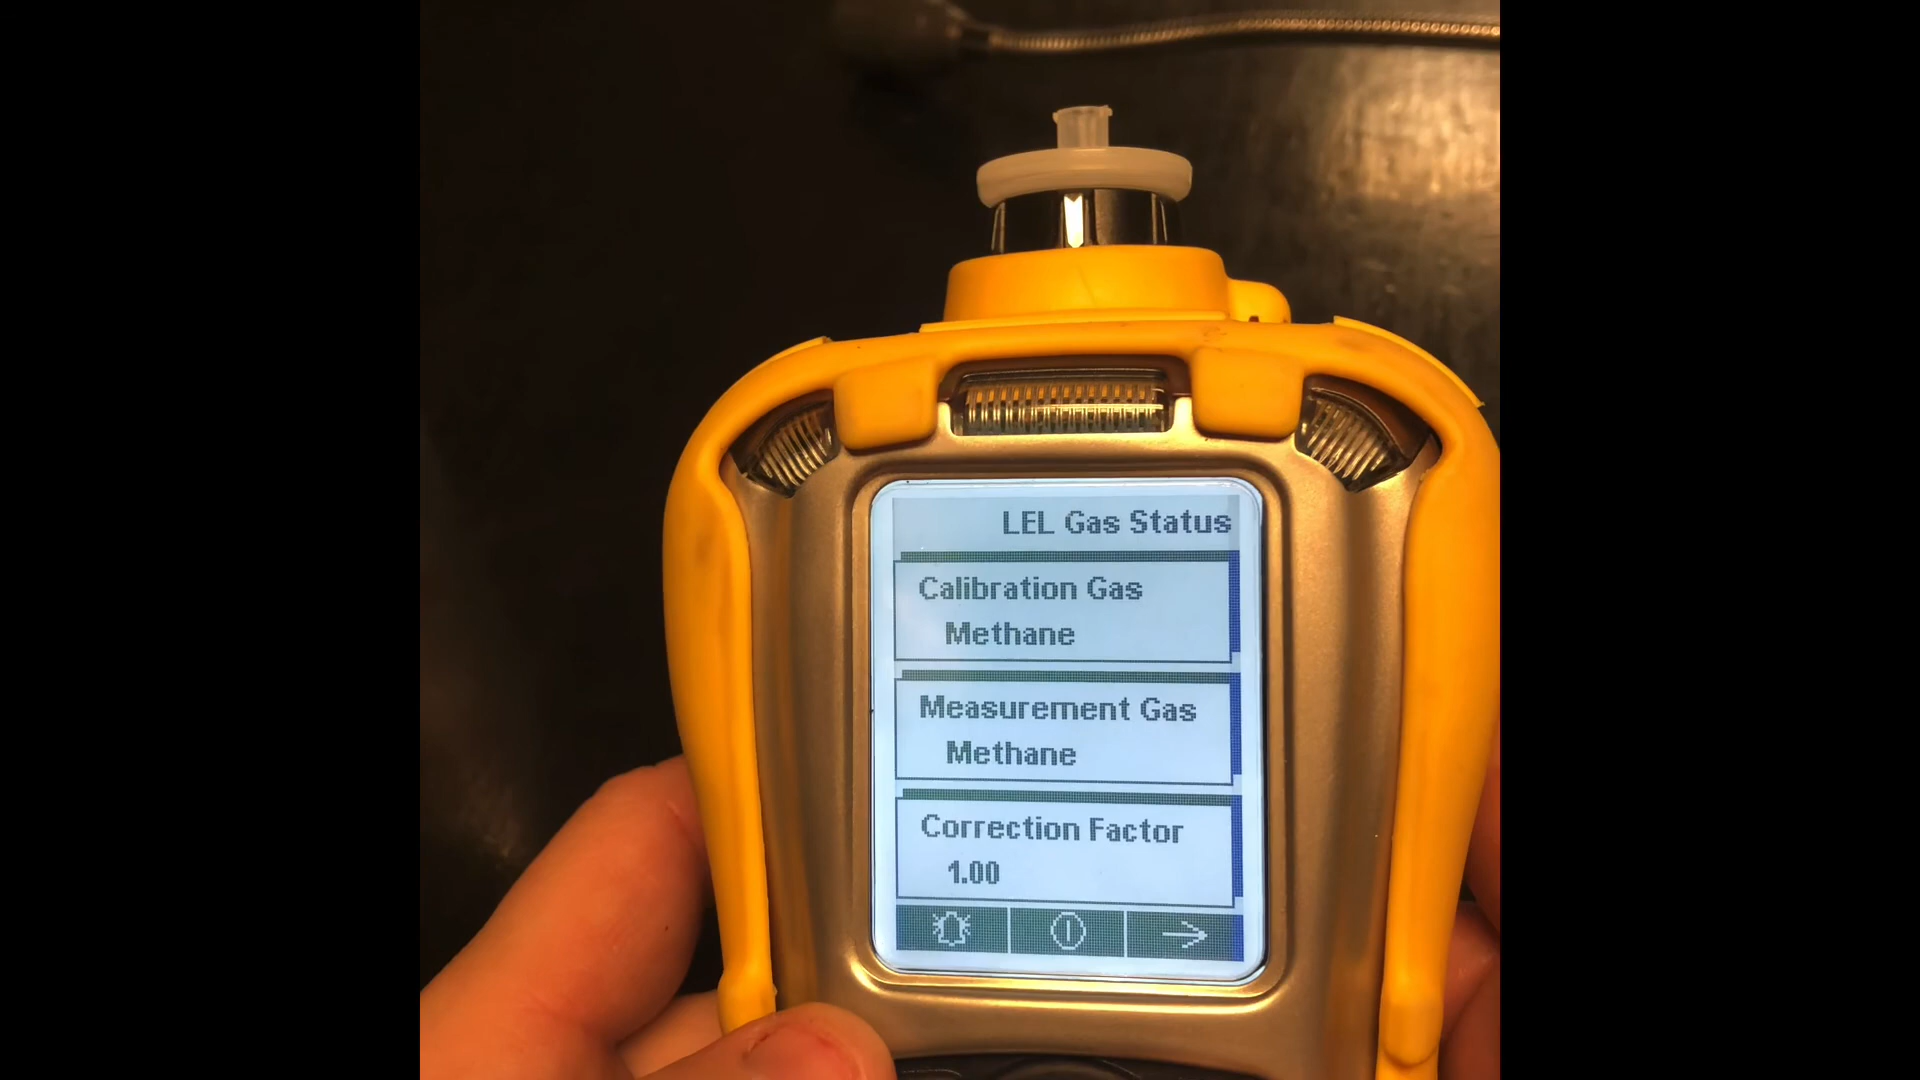 LEL Gas Status
Calibration Gas
Methane
Measurement Gas
Methane
Correction Factor
1.00